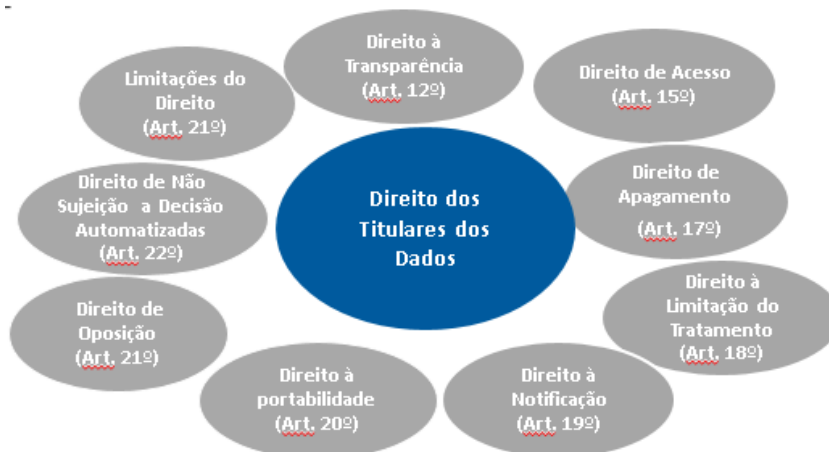 Direito à
Transparência
(Art. 12º)
Direito de Acesso
(Art. 15º)
Direito de
Apagamento
(Art. 17º)
Direito à
Limitação do
Tratamento
(Art. 18º)
Direito à
Notificação
(Art. 19º)
Direito à
portabilidade
(Art. 20º)
Direito de
Oposição
(Art. 21º)
Direito de Não
Sujeição a Decisão
Automatizadas
(Art. 22º)
Limitações do
Direito
(Art. 21º)
Direito dos
Titulares dos
Dados